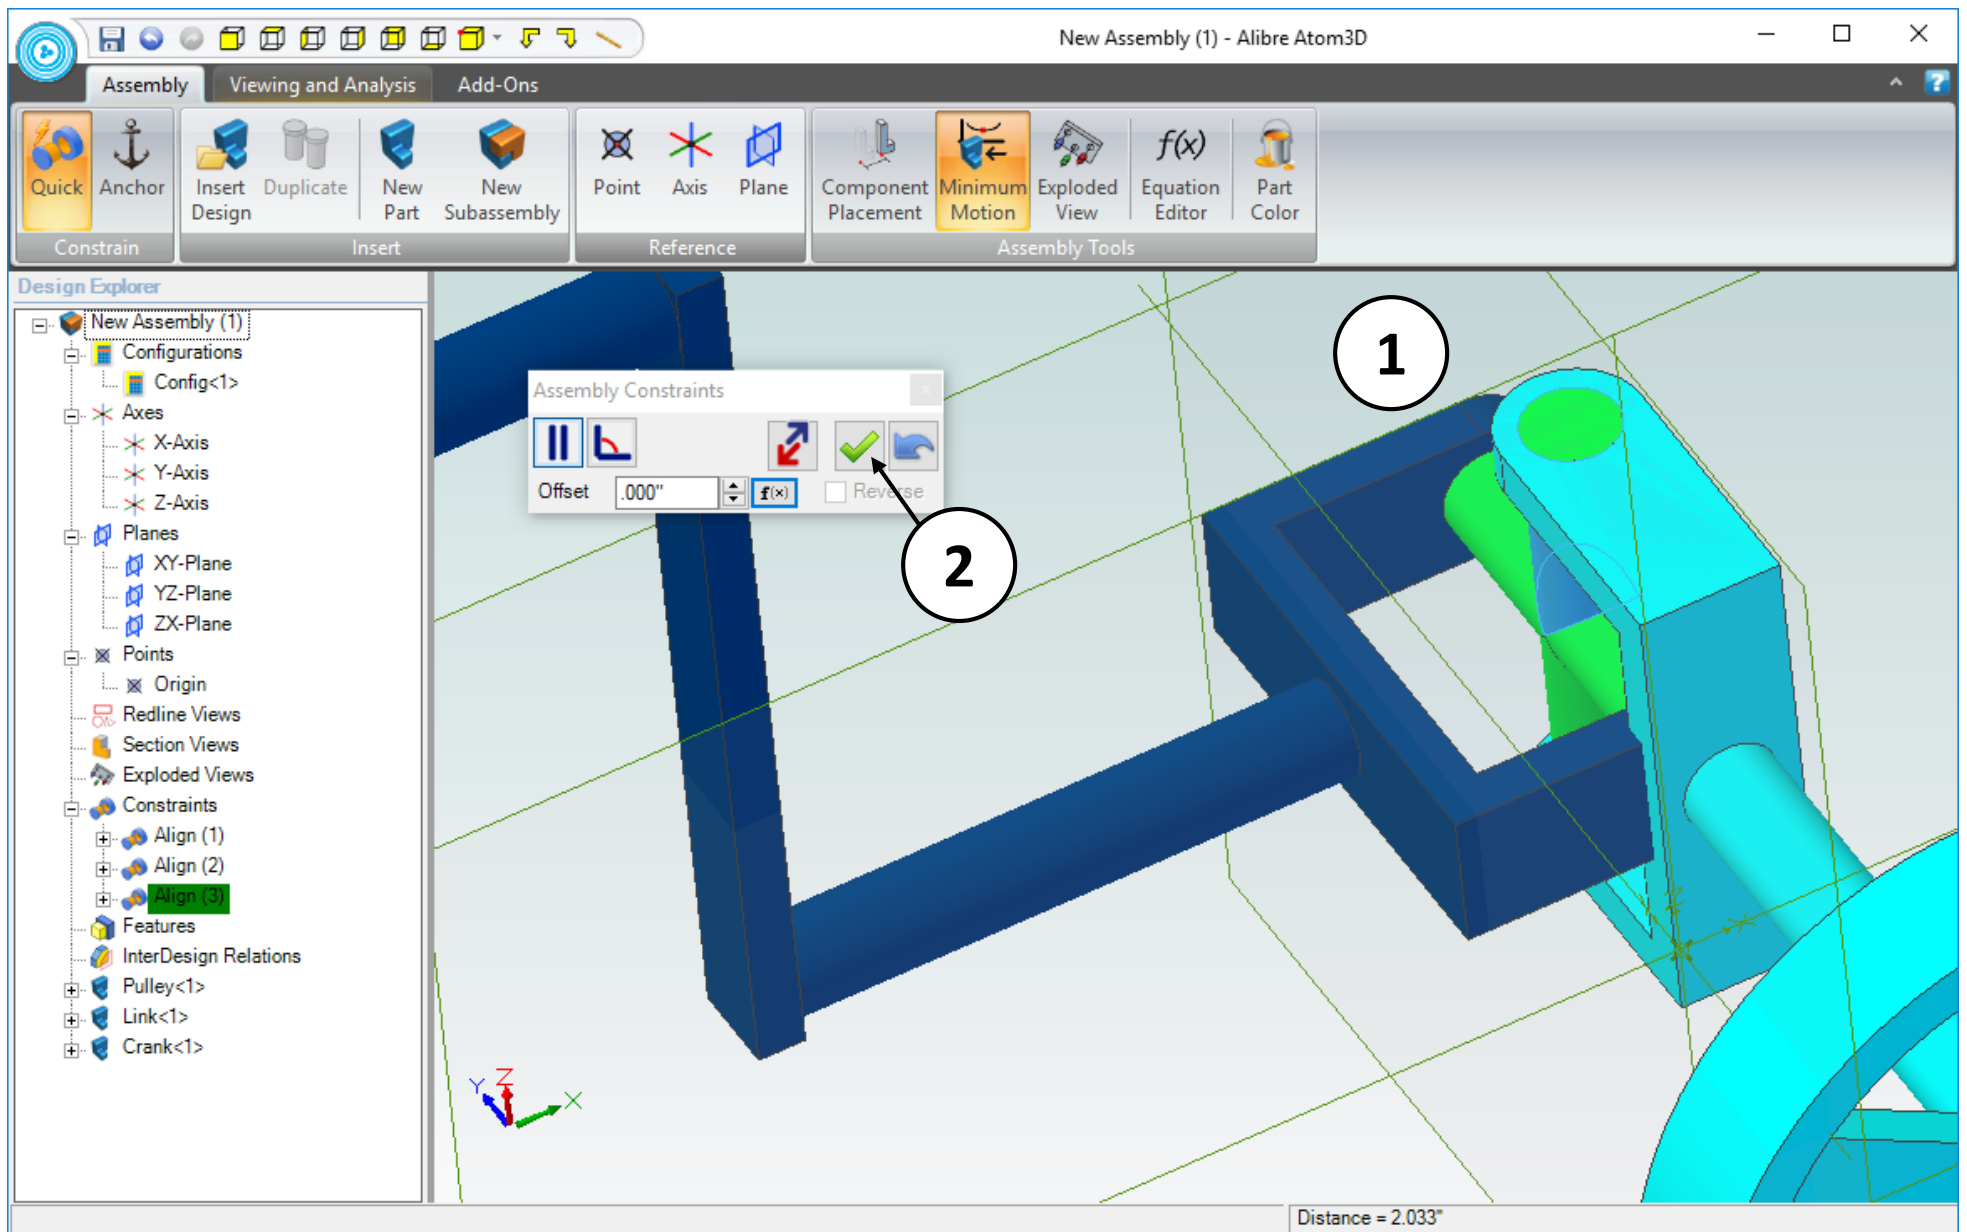 New Assembly (1) - Alibre Atom3D
Assembly Viewing and Analysis Add-Ons
Quick Anchor Insert Design Duplicate New Part New Subassembly Point Axis Plane Component Placement Minimum Motion Exploded View f(x) Equation Editor Part Color
Constrain Insert Reference Assembly Tools
Design Explorer
New Assembly (1)
Configurations
Config<1>
Axes
X-Axis
Y-Axis
Z-Axis
Planes
XY-Plane
YZ-Plane
ZX-Plane
Points
Origin
Redline Views
Section Views
Exploded Views
Constraints
Align (1)
Align (2)
Align (3)
Features
InterDesign Relations
Pulley<1>
Link<1>
Crank<1>
Assembly Constraints
Offset .000" f(x) Reverse
1
2
Y Z X
Distance = 2.033"